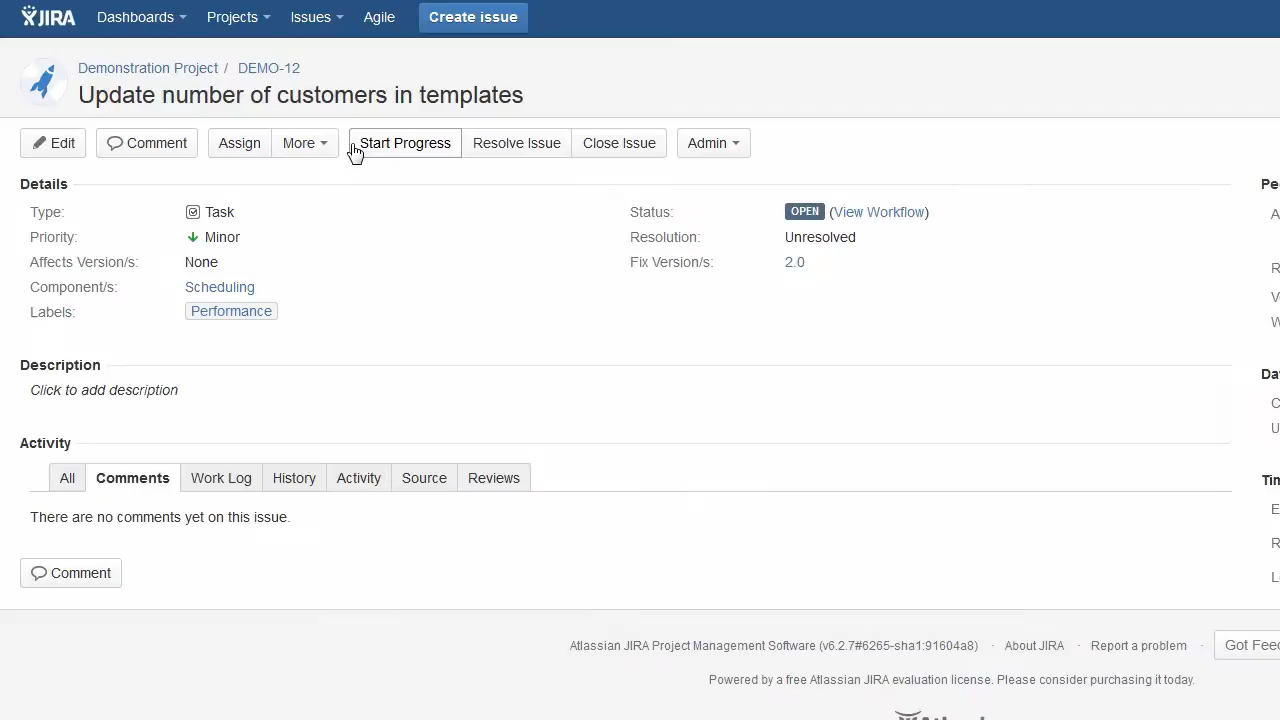 JIRA Dashboards Projects Issues Agile Create issue
Demonstration Project / DEMO-12
Update number of customers in templates
Edit Comment Assign More Start Progress Resolve Issue Close Issue Admin
Details
Type: Task Status: OPEN (View Workflow)
Priority: Minor Resolution: Unresolved
Affects Version/s: None Fix Version/s: 2.0
Component/s: Scheduling
Labels: Performance
Description
Click to add description
Activity
All Comments Work Log History Activity Source Reviews
There are no comments yet on this issue.
Comment
Atlassian JIRA Project Management Software (v6.2.7#6265-sha1:91604a8) · About JIRA · Report a problem · Got
Powered by a free Atlassian JIRA evaluation license. Please consider purchasing it today.